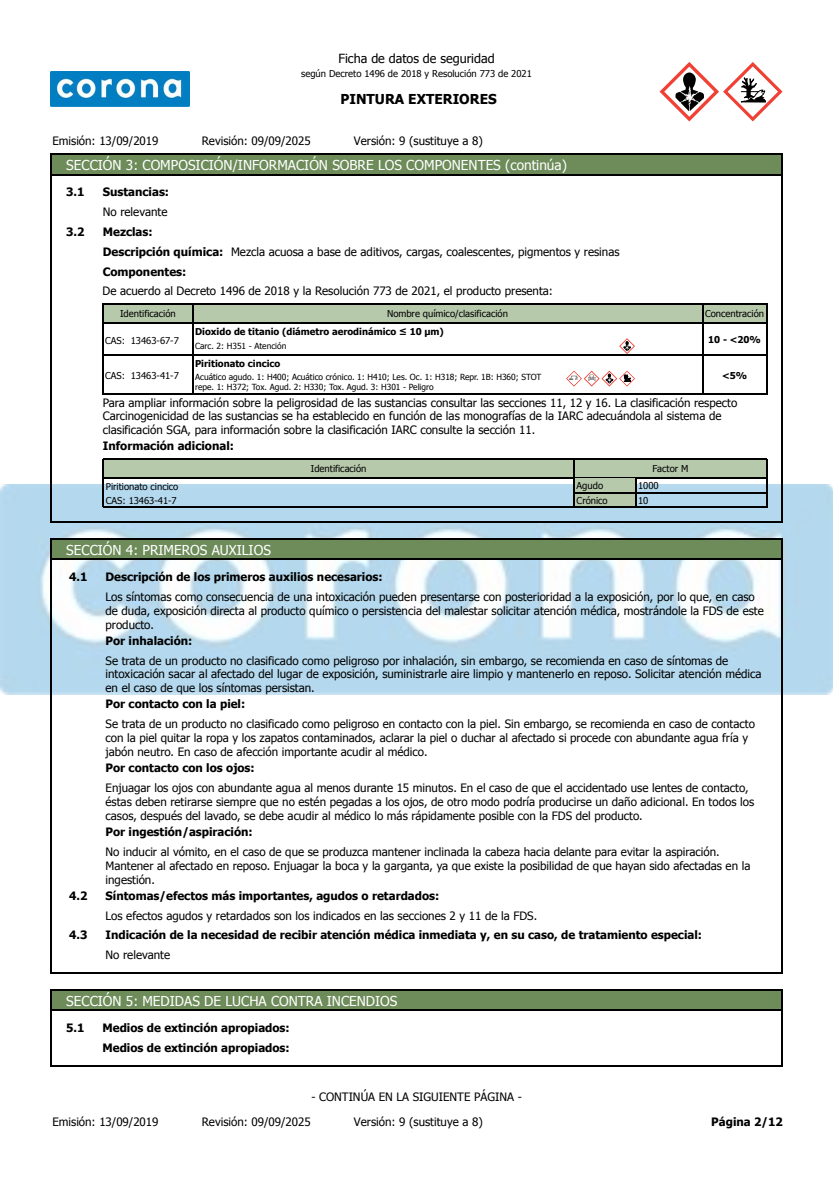 Ficha de datos de seguridad
según Decreto 1496 de 2018 y Resolución 773 de 2021
corona
PINTURA EXTERIORES
Emisión: 13/09/2019 Revisión: 09/09/2025 Versión: 9 (sustituye a 8)
SECCIÓN 3: COMPOSICIÓN/INFORMACIÓN SOBRE LOS COMPONENTES (continúa)
3.1 Sustancias:
No relevante
3.2 Mezclas:
Descripción química: Mezcla acuosa a base de aditivos, cargas, coalescentes, pigmentos y resinas
Componentes:
De acuerdo al Decreto 1496 de 2018 y la Resolución 773 de 2021, el producto presenta:
Identificación Nombre químico/clasificación Concentración
CAS: 13463-67-7 Dioxido de titanio (diámetro aerodinámico ≤ 10 µm) 10 - <20%
Carc. 2: H351 - Atención
CAS: 13463-41-7 Piritionato cincico <5%
Acuático agudo. 1: H400; Acuático crónico. 1: H410; Les. Oc. 1: H318; Repr. 1B: H360; STOT
repe. 1: H372; Tox. Agud. 2: H330; Tox. Agud. 3: H301 - Peligro
Para ampliar información sobre la peligrosidad de las sustancias consultar las secciones 11, 12 y 16. La clasificación respecto
Carcinogenicidad de las sustancias se ha establecido en función de las monografías de la IARC adecuándola al sistema de
clasificación SGA, para información sobre la clasificación IARC consulte la sección 11.
Información adicional:
Identificación Factor M
Piritionato cincico Agudo 1000
CAS: 13463-41-7 Crónico 10
corona
SECCIÓN 4: PRIMEROS AUXILIOS
4.1 Descripción de los primeros auxilios necesarios:
Los síntomas como consecuencia de una intoxicación pueden presentarse con posterioridad a la exposición, por lo que, en caso
de duda, exposición directa al producto químico o persistencia del malestar solicitar atención médica, mostrándole la FDS de este
producto.
Por inhalación:
Se trata de un producto no clasificado como peligroso por inhalación, sin embargo, se recomienda en caso de síntomas de
intoxicación sacar al afectado del lugar de exposición, suministrarle aire limpio y mantenerlo en reposo. Solicitar atención médica
en el caso de que los síntomas persistan.
Por contacto con la piel:
Se trata de un producto no clasificado como peligroso en contacto con la piel. Sin embargo, se recomienda en caso de contacto
con la piel quitar la ropa y los zapatos contaminados, aclarar la piel o duchar al afectado si procede con abundante agua fría y
jabón neutro. En caso de afección importante acudir al médico.
Por contacto con los ojos:
Enjuagar los ojos con abundante agua al menos durante 15 minutos. En el caso de que el accidentado use lentes de contacto,
éstas deben retirarse siempre que no estén pegadas a los ojos, de otro modo podría producirse un daño adicional. En todos los
casos, después del lavado, se debe acudir al médico lo más rápidamente posible con la FDS del producto.
Por ingestión/aspiración:
No inducir al vómito, en el caso de que se produzca mantener inclinada la cabeza hacia delante para evitar la aspiración.
Mantener al afectado en reposo. Enjuagar la boca y la garganta, ya que existe la posibilidad de que hayan sido afectadas en la
ingestión.
4.2 Síntomas/efectos más importantes, agudos o retardados:
Los efectos agudos y retardados son los indicados en las secciones 2 y 11 de la FDS.
4.3 Indicación de la necesidad de recibir atención médica inmediata y, en su caso, de tratamiento especial:
No relevante
SECCIÓN 5: MEDIDAS DE LUCHA CONTRA INCENDIOS
5.1 Medios de extinción apropiados:
Medios de extinción apropiados:
- CONTINÚA EN LA SIGUIENTE PÁGINA -
Emisión: 13/09/2019 Revisión: 09/09/2025 Versión: 9 (sustituye a 8) Página 2/12